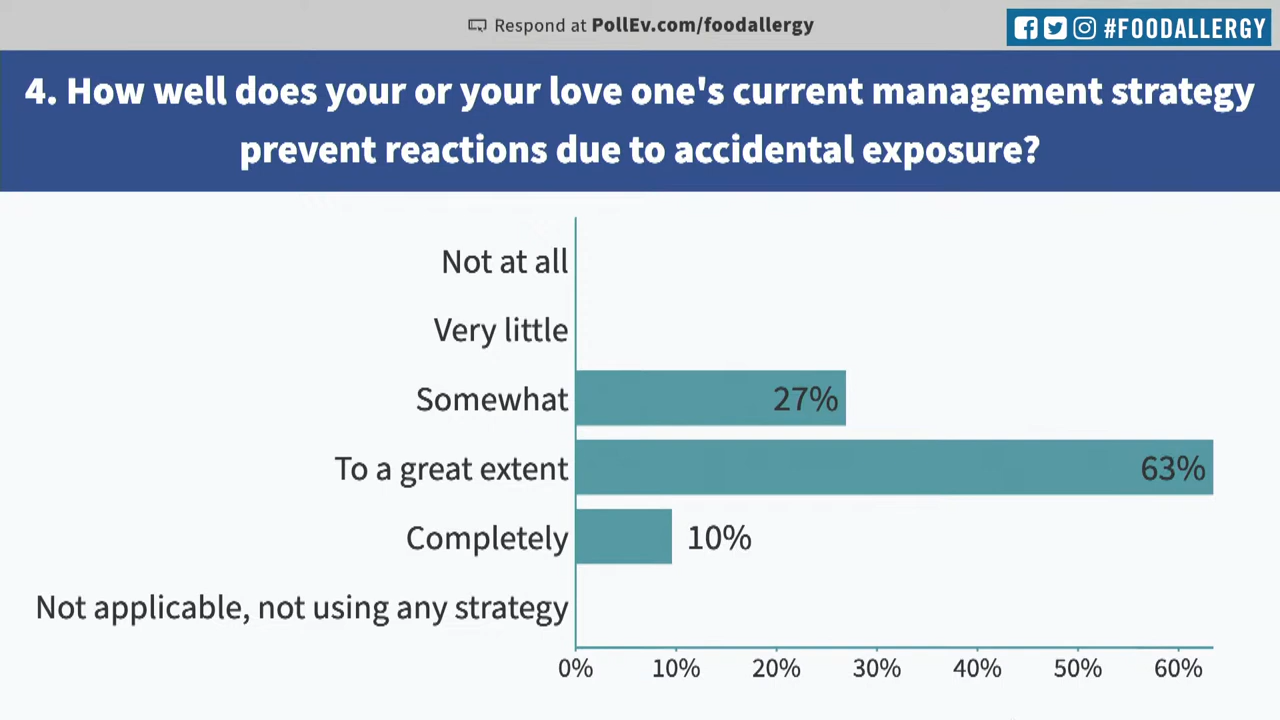 Respond at PollEv.com/foodallergy
#FOODALLERGY
4. How well does your or your love one's current management strategy
prevent reactions due to accidental exposure?
Not at all
Very little
Somewhat 27%
To a great extent 63%
Completely 10%
Not applicable, not using any strategy
0% 10% 20% 30% 40% 50% 60%